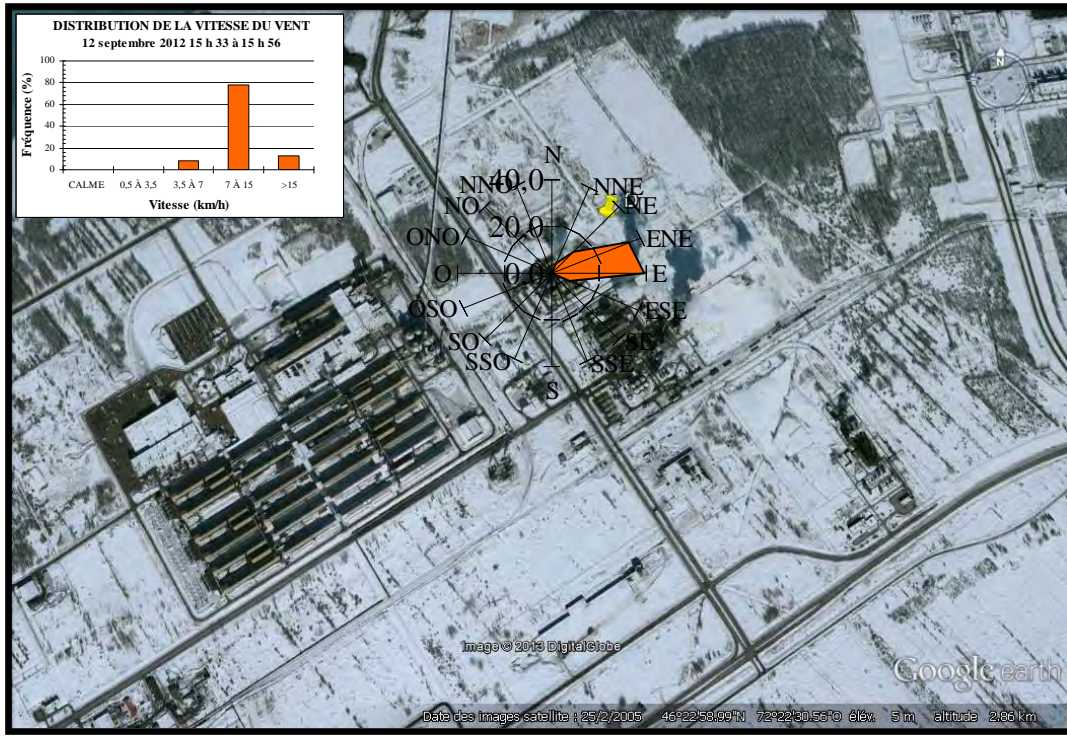 DISTRIBUTION DE LA VITESSE DU VENT
12 septembre 2012 15 h 33 à 15 h 56
Fréquence (%)
100
80
60
40
20
0
CALME 0,5 À 3,5 3,5 À 7 7 À 15 >15
Vitesse (km/h)
N
N
40,0
NNO NNE
NO NE
20,0
ONO ENE
O 0,0 E
OSO ESE
SO SE
SSO SSE
S
Image © 2013 DigitalGlobe
Google earth
Date des images satellite : 25/2/2005 46°22'58.99"N 72°22'30.56"O élév. 5 m altitude 2.86 km